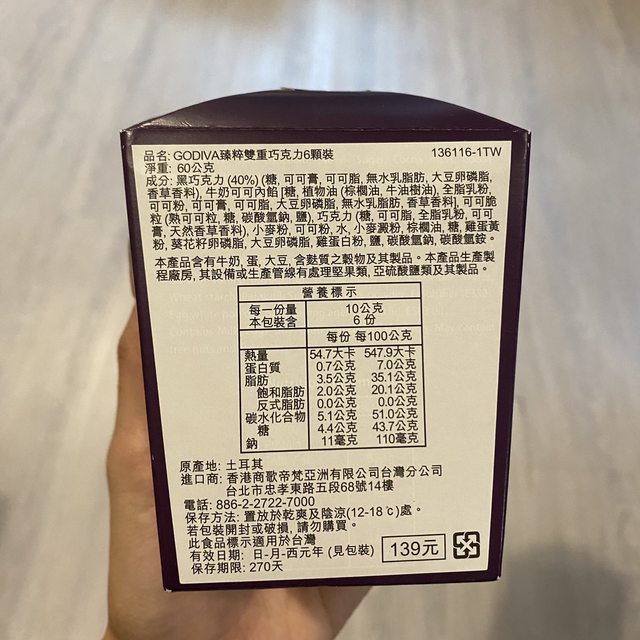 品名: GODIVA臻粹雙重巧克力6顆裝 136116-1TW
淨重: 60公克
成分: 黑巧克力 (40%) (糖, 可可膏, 可可脂, 無水乳脂肪, 大豆卵磷脂,
香草香料), 牛奶可可內餡 [糖, 植物油 (棕櫚油, 牛油樹油), 全脂乳粉,
可可粉, 可可膏, 可可脂, 大豆卵磷脂, 無水乳脂肪, 香草香料], 可可脆
粒 (熟可可粒, 糖, 碳酸氫鈉, 鹽), 巧克力 (糖, 可可脂, 全脂乳粉, 可可
膏, 天然香草香料), 小麥粉, 可可粉, 水, 小麥澱粉, 棕櫚油, 糖, 雞蛋黃
粉, 葵花籽卵磷脂, 大豆卵磷脂, 雞蛋白粉, 鹽, 碳酸氫鈉, 碳酸氫銨。
本產品含有牛奶, 蛋, 大豆, 含麩質之穀物及其製品。本產品生產製
程廠房, 其設備或生產管線有處理堅果類, 亞硫酸鹽類及其製品。
營養標示
每一份量 10公克
本包裝含 6 份
每份 每100公克
熱量 54.7大卡 547.9大卡
蛋白質 0.7公克 7.0公克
脂肪 3.5公克 35.1公克
飽和脂肪 2.0公克 20.1公克
反式脂肪 0.0公克 0.0公克
碳水化合物 5.1公克 51.0公克
糖 4.4公克 43.7公克
鈉 11毫克 110毫克
原產地: 土耳其
進口商: 香港商歌帝梵亞洲有限公司台灣分公司
台北市忠孝東路五段68號14樓
電話: 886-2-2722-7000
保存方法: 置放於乾爽及陰涼(12-18℃)處。
若包裝開封或破損, 請勿購買。
此食品標示適用於台灣
有效日期: 日-月-西元年 (見包裝) 139元
保存期限: 270天